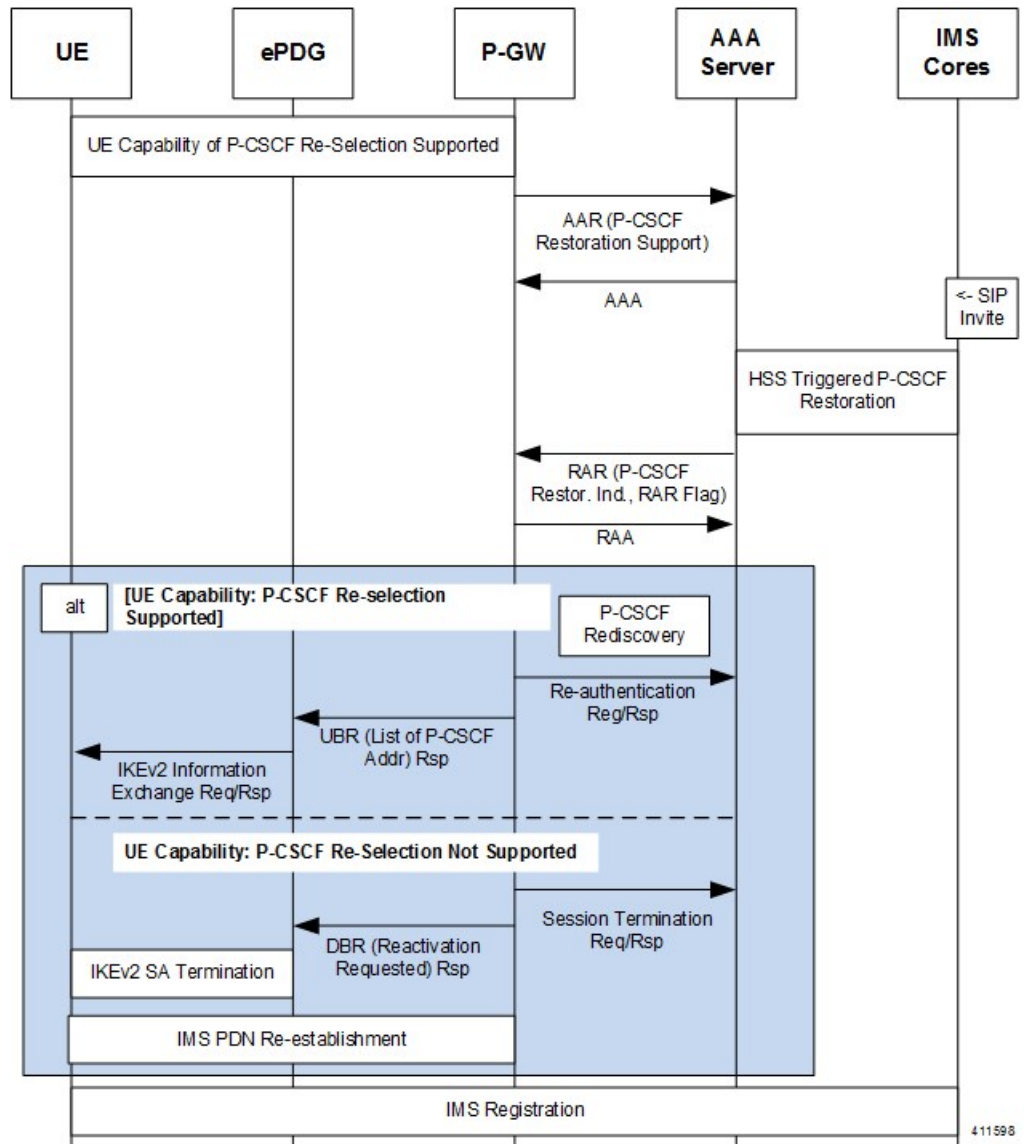 UE
ePDG
P-GW
AAA
Server
IMS
Cores
UE Capability of P-CSCF Re-Selection Supported
AAR (P-CSCF
Restoration Support)
AAA
<- SIP
Invite
HSS Triggered P-CSCF
Restoration
RAR (P-CSCF
Restor. Ind., RAR Flag)
RAA
alt
[UE Capability: P-CSCF Re-selection
Supported]
P-CSCF
Rediscovery
Re-authentication
Reg/Rsp
UBR (List of P-CSCF
Addr) Rsp
IKEv2 Information
Exchange Req/Rsp
UE Capability: P-CSCF Re-Selection Not Supported
Session Termination
Req/Rsp
DBR (Reactivation
Requested) Rsp
IKEv2 SA Termination
IMS PDN Re-establishment
IMS Registration
411598